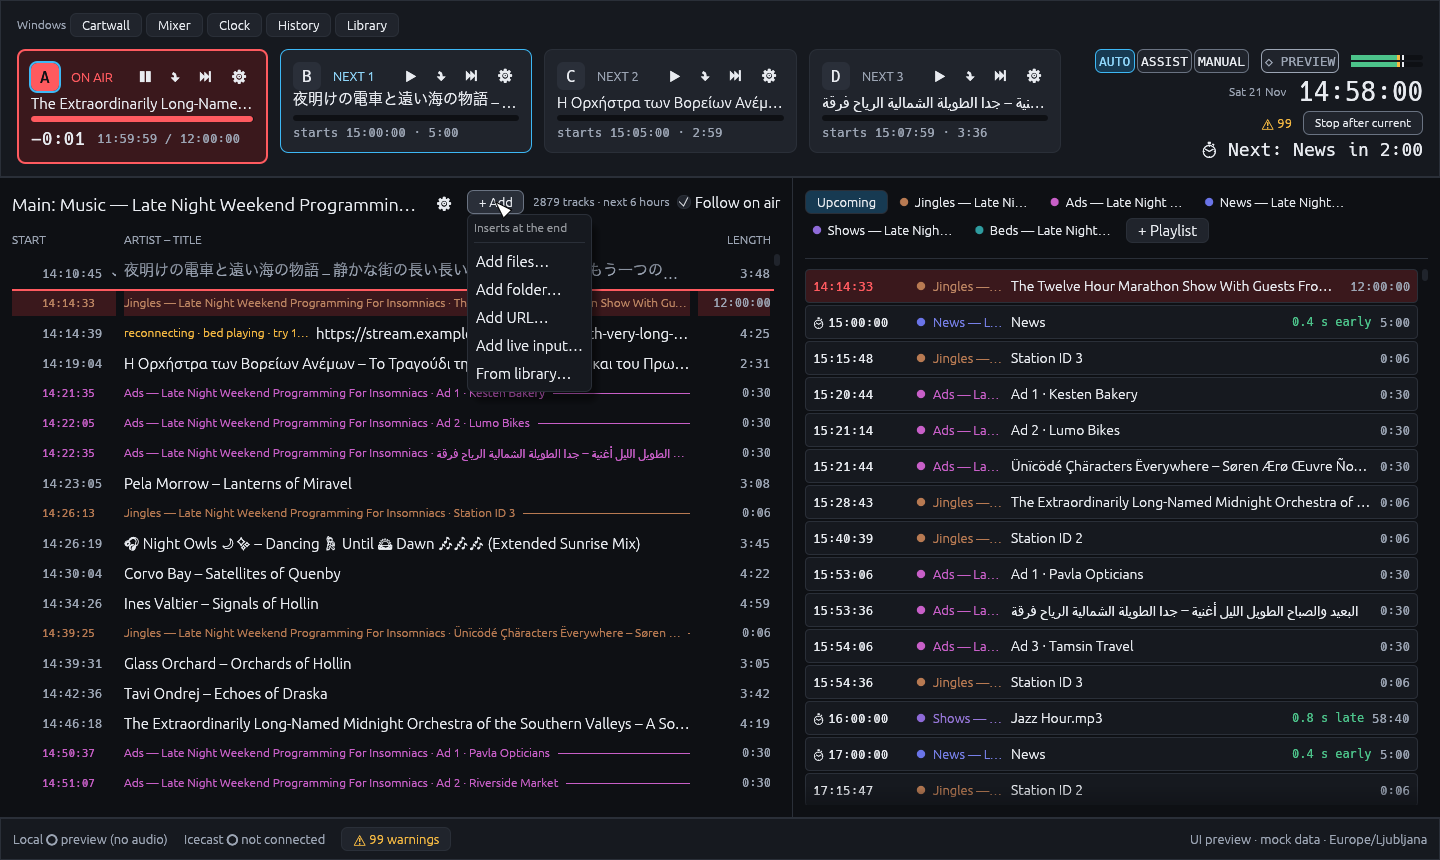 Windows Cartwall Mixer Clock History Library
A ON AIR
The Extraordinarily Long-Name…
−0:01 11:59:59 / 12:00:00
B NEXT 1
夜明けの電車と遠い海の物語 – …
starts 15:00:00 · 5:00
C NEXT 2
Η Ορχήστρα των Βορείων Ανέμ…
starts 15:05:00 · 2:59
D NEXT 3
فرقة الرياح الشمالية الطويلة جدا – …
starts 15:07:59 · 3:36
AUTO ASSIST MANUAL ◇ PREVIEW
Sat 21 Nov 14:58:00
⚠ 99 Stop after current
Next: News in 2:00
Main: Music — Late Night Weekend Programmin…
+ Add 2879 tracks · next 6 hours ✓ Follow on air
START ARTIST – TITLE LENGTH
Inserts at the end
Add files…
Add folder…
Add URL…
Add live input…
From library…
14:10:45 夜明けの電車と遠い海の物語 – 静かな街の長い長い もう一つの… 3:48
14:14:33 Jingles — Late Night Weekend Programming For Insomniacs · Th n Show With Gu… 12:00:00
14:14:39 reconnecting · bed playing · try 1… https://stream.example th-very-long-… 4:25
14:19:04 Η Ορχήστρα των Βορείων Ανέμων – Το Τραγούδι τη και του Πρω… 2:31
14:21:35 Ads — Late Night Weekend Programming For Insomniacs · Ad 1 · Kesten Bakery 0:30
14:22:05 Ads — Late Night Weekend Programming For Insomniacs · Ad 2 · Lumo Bikes 0:30
14:22:35 Ads — Late Night Weekend Programming For Insomniacs · فرقة الرياح الشمالية الطويلة جدا – أغنية الليل الطويل … 0:30
14:23:05 Pela Morrow – Lanterns of Miravel 3:08
14:26:13 Jingles — Late Night Weekend Programming For Insomniacs · Station ID 3 0:06
14:26:19 🎧 Night Owls 🌙✨ – Dancing 💃 Until 🌅 Dawn 🎶🎶🎶 (Extended Sunrise Mix) 3:45
14:30:04 Corvo Bay – Satellites of Quenby 4:22
14:34:26 Ines Valtier – Signals of Hollin 4:59
14:39:25 Jingles — Late Night Weekend Programming For Insomniacs · Ünïcödé Çhäracters Ëverywhere – Søren … 0:06
14:39:31 Glass Orchard – Orchards of Hollin 3:05
14:42:36 Tavi Ondrej – Echoes of Draska 3:42
14:46:18 The Extraordinarily Long-Named Midnight Orchestra of the Southern Valleys – A So… 4:19
14:50:37 Ads — Late Night Weekend Programming For Insomniacs · Ad 1 · Pavla Opticians 0:30
14:51:07 Ads — Late Night Weekend Programming For Insomniacs · Ad 2 · Riverside Market 0:30
Upcoming Jingles — Late Ni… Ads — Late Night … News — Late Night…
Shows — Late Nigh… Beds — Late Night… + Playlist
14:14:33 Jingles —… The Twelve Hour Marathon Show With Guests Fro… 12:00:00
15:00:00 News — L… News 0.4 s early 5:00
15:15:48 Jingles —… Station ID 3 0:06
15:20:44 Ads — La… Ad 1 · Kesten Bakery 0:30
15:21:14 Ads — La… Ad 2 · Lumo Bikes 0:30
15:21:44 Ads — La… Ünïcödé Çhäracters Ëverywhere – Søren Ærø Œuvre Ño… 0:30
15:28:43 Jingles —… The Extraordinarily Long-Named Midnight Orchestra of … 0:06
15:40:39 Jingles —… Station ID 2 0:06
15:53:06 Ads — La… Ad 1 · Pavla Opticians 0:30
15:53:36 Ads — La… فرقة الرياح الشمالية الطويلة جدا – أغنية الليل الطويل والصباح البعيد 0:30
15:54:06 Ads — La… Ad 3 · Tamsin Travel 0:30
15:54:36 Jingles —… Station ID 3 0:06
16:00:00 Shows —… Jazz Hour.mp3 0.8 s late 58:40
17:00:00 News — L… News 0.4 s early 5:00
17:15:47 Jingles —… Station ID 2 0:06
Local preview (no audio) Icecast not connected ⚠ 99 warnings UI preview · mock data · Europe/Ljubljana